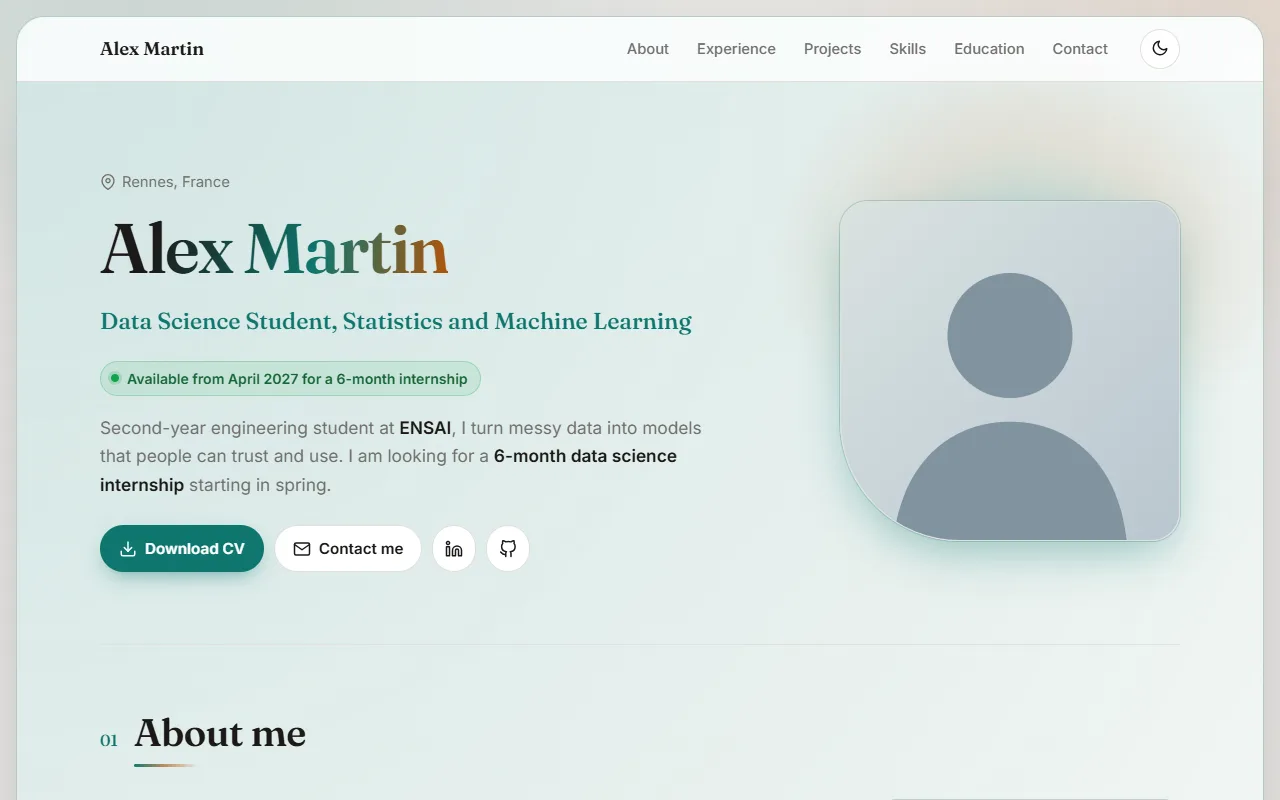 Alex Martin
About Experience Projects Skills Education Contact
Rennes, France
Alex Martin
Data Science Student, Statistics and Machine Learning
Available from April 2027 for a 6-month internship
Second-year engineering student at ENSAI, I turn messy data into models
that people can trust and use. I am looking for a 6-month data science
internship starting in spring.
Download CV Contact me
01 About me